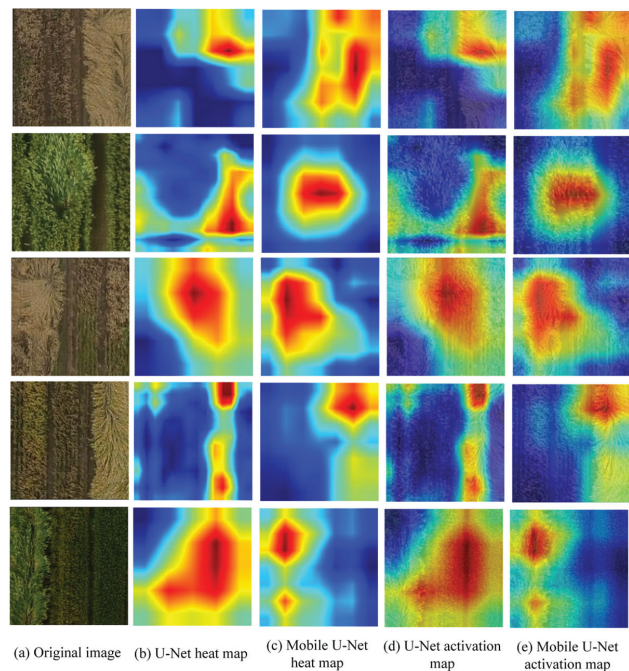 (a) Original image (b) U-Net heat map (c) Mobile U-Net (d) U-Net activation (e) Mobile U-Net
heat map map activation map